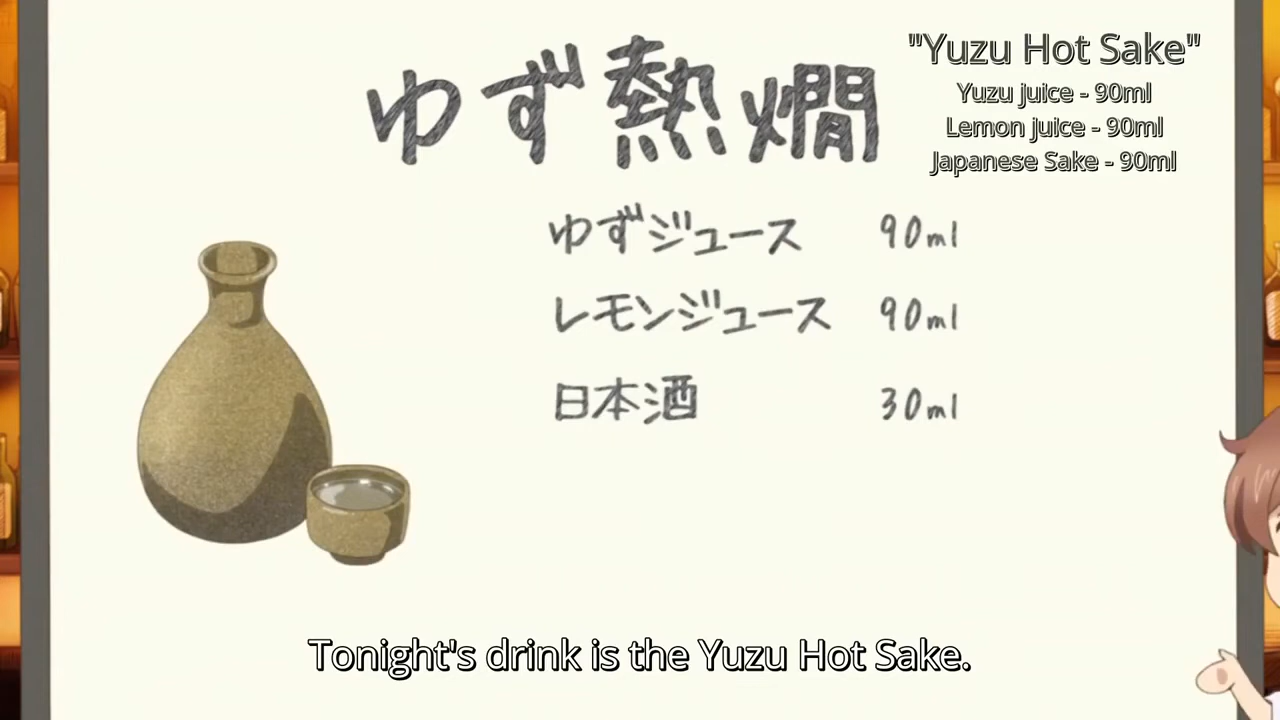 ゆず熱燗
"Yuzu Hot Sake"
Yuzu juice - 90ml
Lemon juice - 90ml
Japanese Sake - 90ml
ゆずジュース 90ml
レモンジュース 90ml
日本酒 30ml
Tonight's drink is the Yuzu Hot Sake.